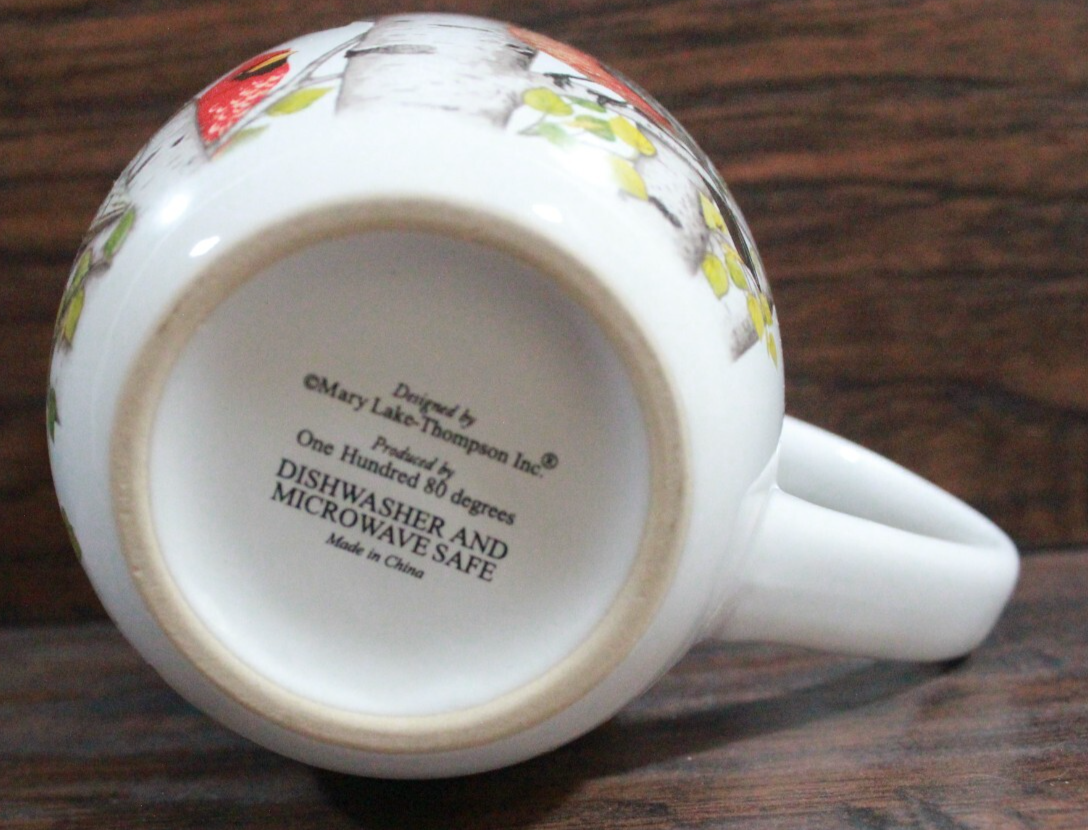 Designed by
©Mary Lake-Thompson Inc.®
Produced by
One Hundred 80 degrees
DISHWASHER AND
MICROWAVE SAFE
Made in China